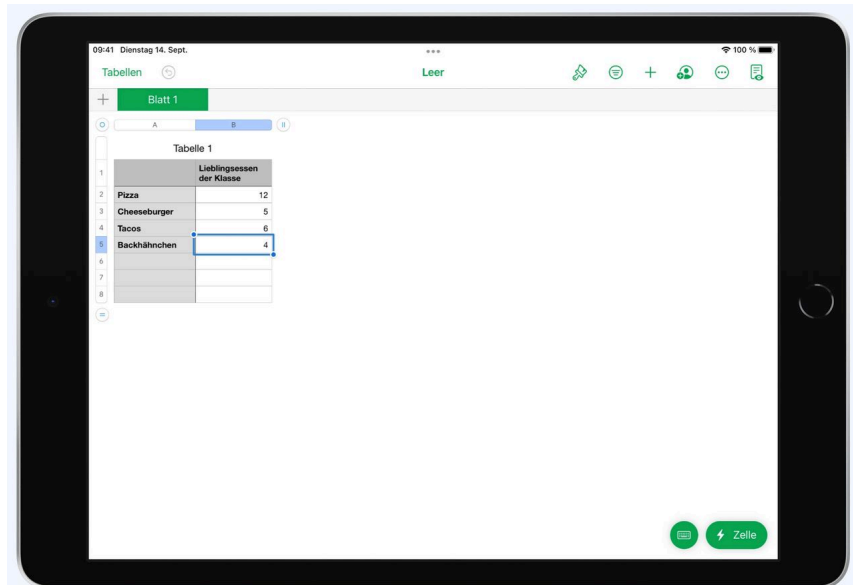 09:41 Dienstag 14. Sept.
100 %
Tabellen
Leer
Blatt 1
A B
Tabelle 1
1 Lieblingsessen
der Klasse
2 Pizza 12
3 Cheeseburger 5
4 Tacos 6
5 Backhähnchen 4
6
7
8
Zelle